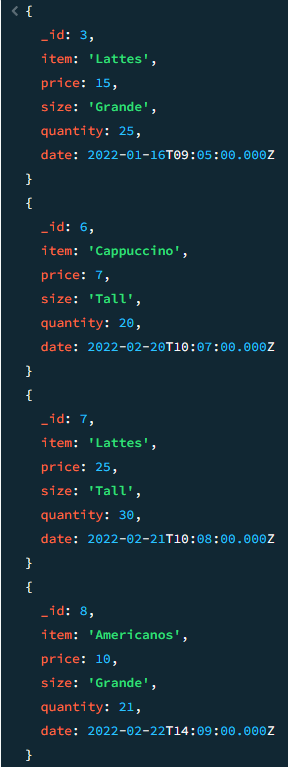 < {
_id: 3,
item: 'Lattes',
price: 15,
size: 'Grande',
quantity: 25,
date: 2022-01-16T09:05:00.000Z
}
{
_id: 6,
item: 'Cappuccino',
price: 7,
size: 'Tall',
quantity: 20,
date: 2022-02-20T10:07:00.000Z
}
{
_id: 7,
item: 'Lattes',
price: 25,
size: 'Tall',
quantity: 30,
date: 2022-02-21T10:08:00.000Z
}
{
_id: 8,
item: 'Americanos',
price: 10,
size: 'Grande',
quantity: 21,
date: 2022-02-22T14:09:00.000Z
}